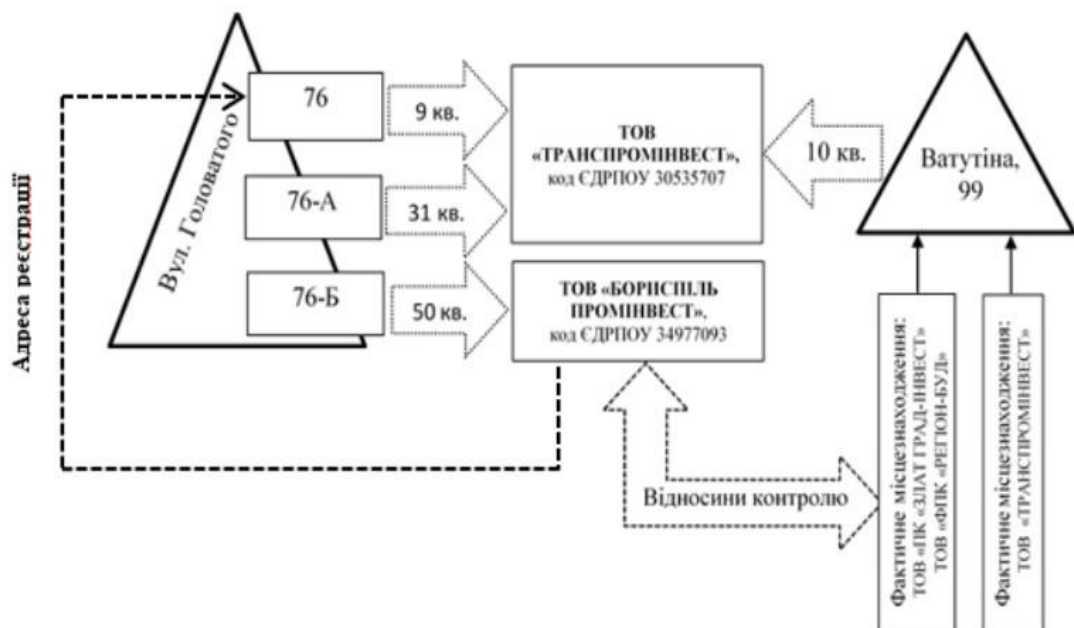 Адреса реєстрації
Вул. Головатого
76
9 кв.
76-А
31 кв.
76-Б
50 кв.
ТОВ
«ТРАНСПРОМІНВЕСТ»,
код ЄДРПОУ 30535707
ТОВ «БОРИСПІЛЬ
ПРОМІНВЕСТ».
код ЄДРПОУ 34977093
10 кв.
Ватутіна,
99
Відносини контролю
Фактичне місцезнаходження:
ТОВ «ПК «ЗЛАТ ГРАД-ІНВЕСТ»
ТОВ «ФПК «РЕГІОН-БУД»
Фактичне місцезнаходження:
ТОВ «ТРАНСПРОМІНВЕСТ»